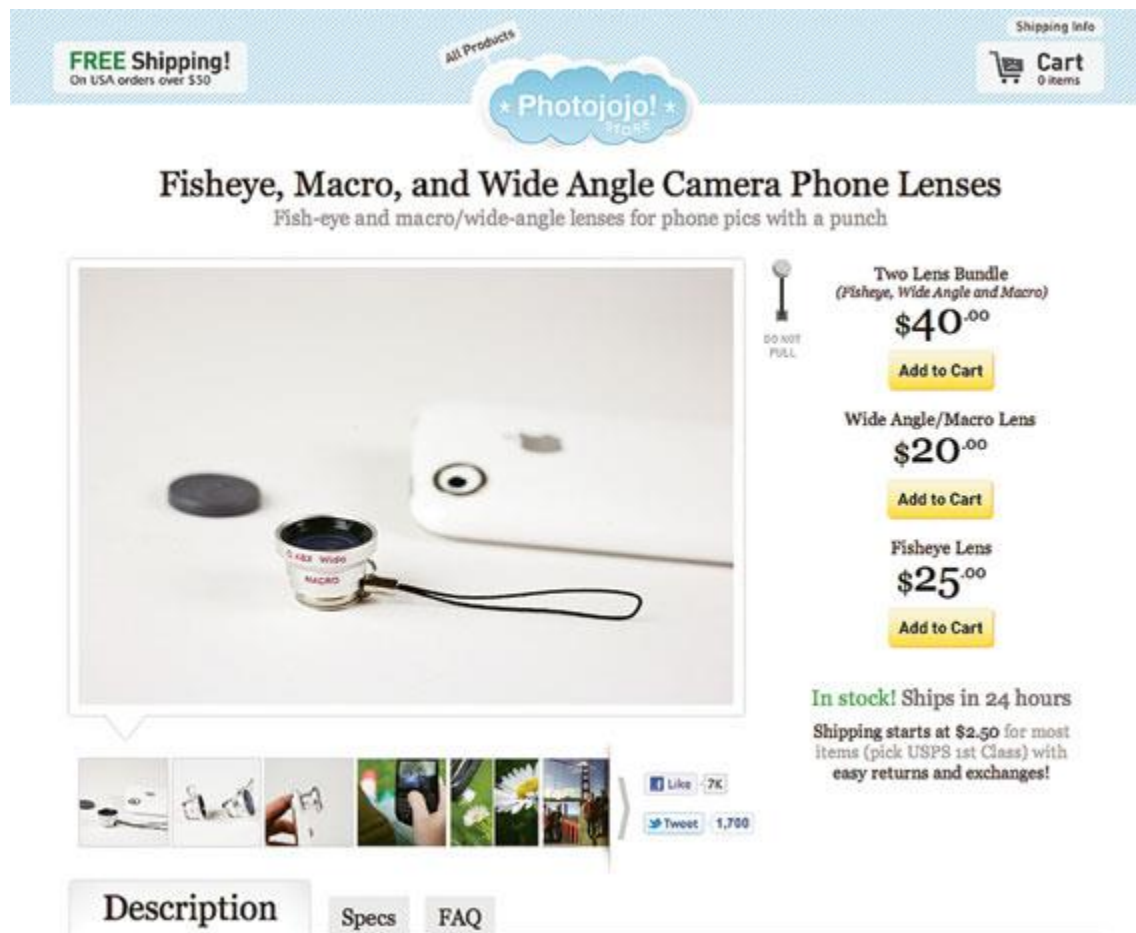 FREE Shipping!
On USA orders over $50
All Products
* Photojojo! *
STORE
Shipping Info
Cart
0 items
Fisheye, Macro, and Wide Angle Camera Phone Lenses
Fish-eye and macro/wide-angle lenses for phone pics with a punch
DO NOT
PULL
Two Lens Bundle
(Fisheye, Wide Angle and Macro)
$40.00
Add to Cart
Wide Angle/Macro Lens
$20.00
Add to Cart
Fisheye Lens
$25.00
Add to Cart
In stock! Ships in 24 hours
Shipping starts at $2.50 for most
items (pick USPS 1st Class) with
easy returns and exchanges!
Wide
MACRO
Like 7K
Tweet 1,700
Description
Specs
FAQ